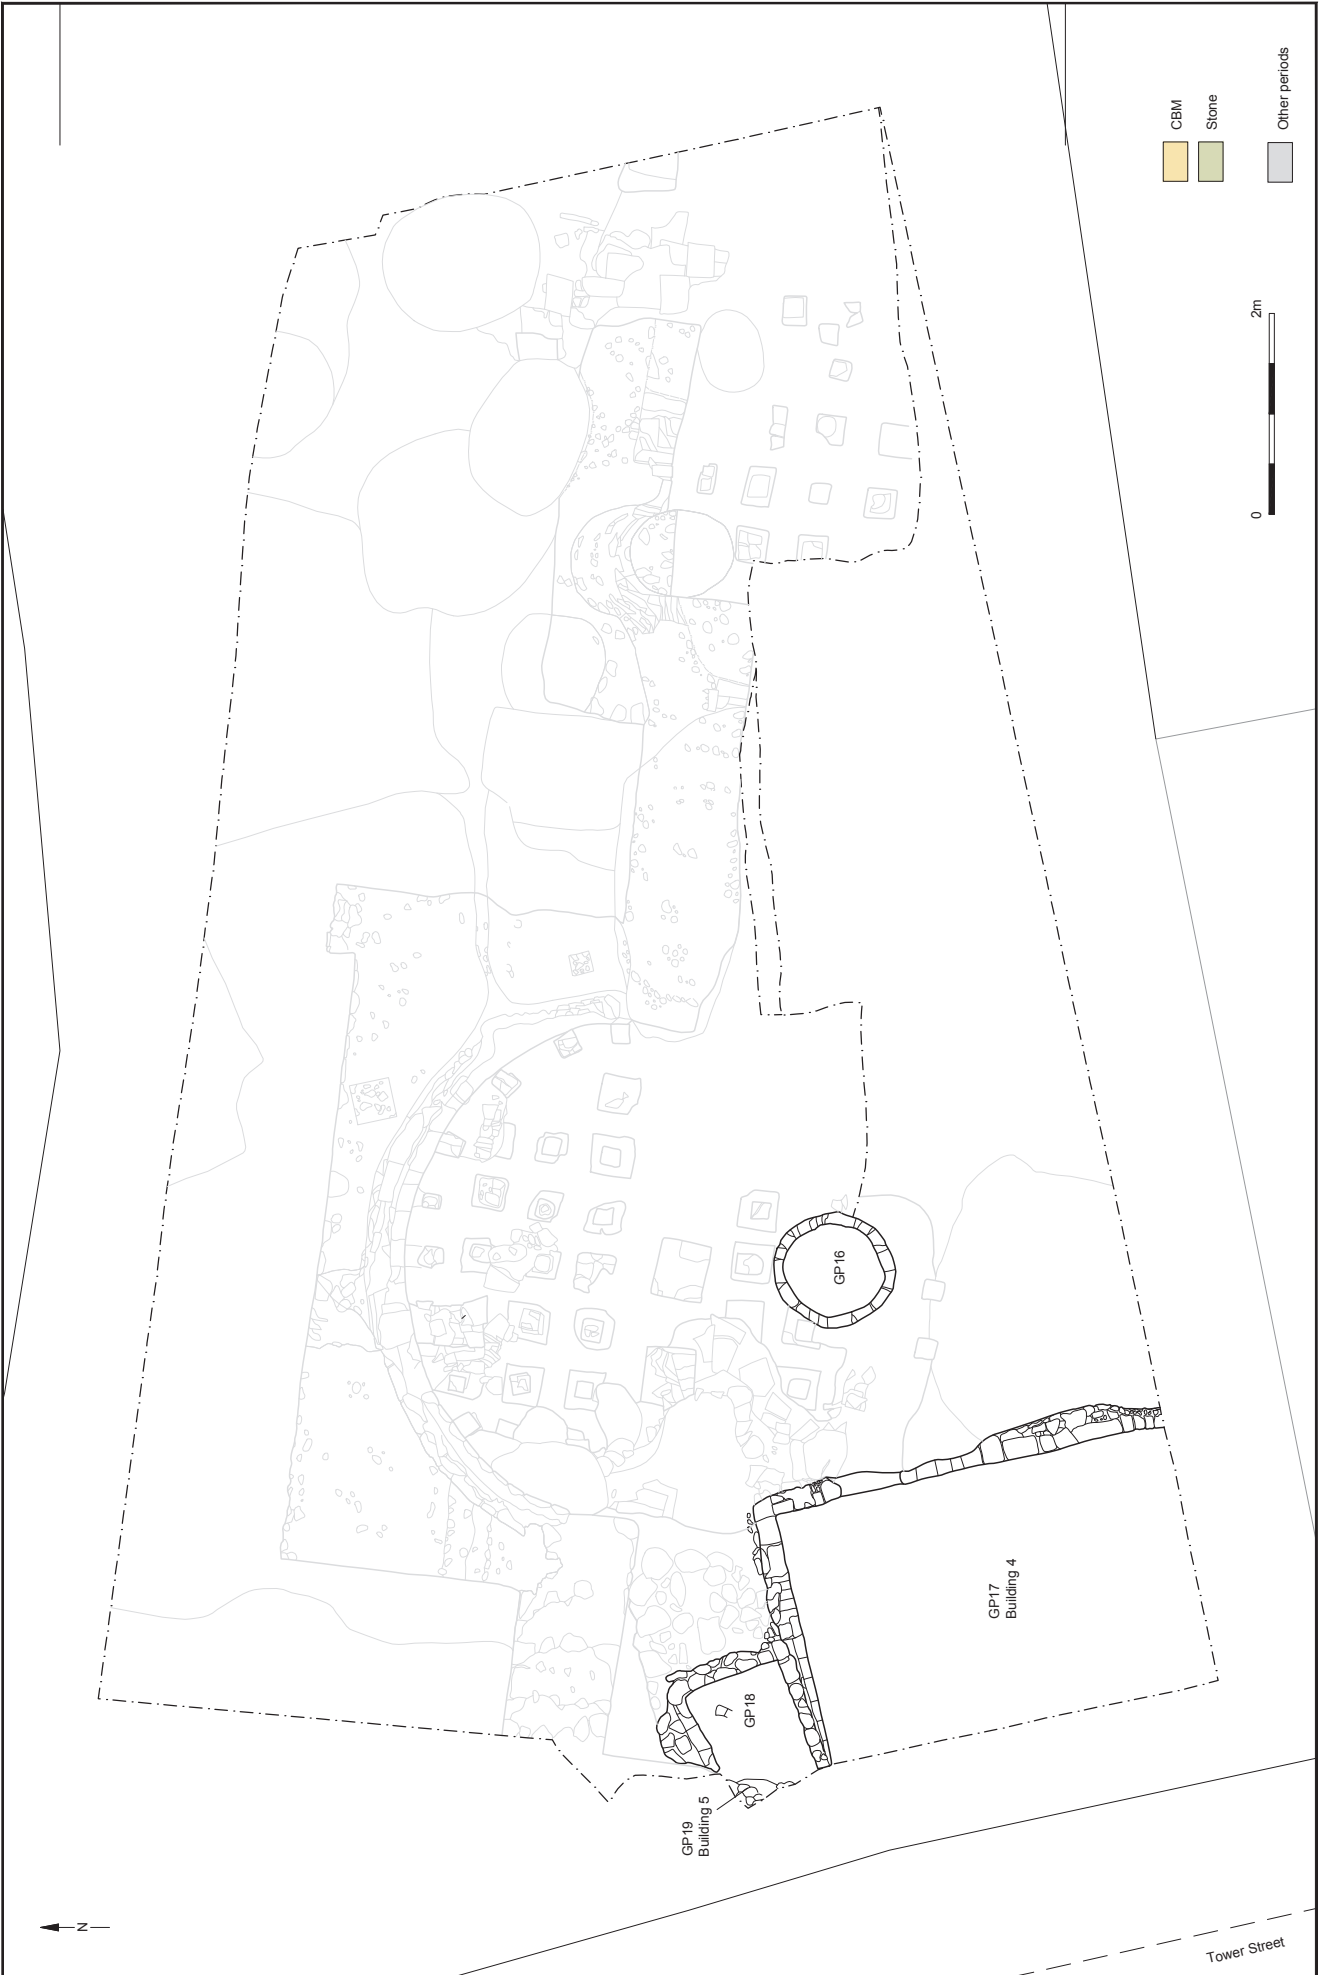 CBM
Stone
Other periods
0
2m
GP16
GP17
Building 4
GP18
GP19
Building 5
N
Tower Street